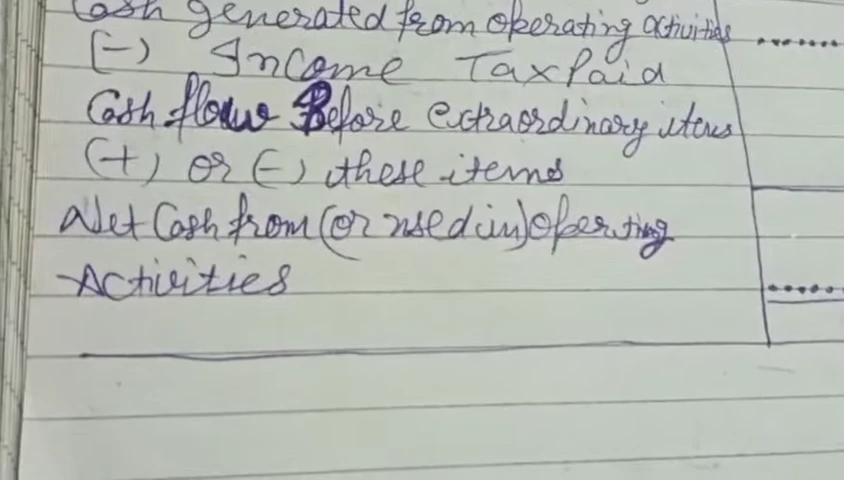 Cash generated from operating activities ........
(-) Income Tax Paid
Cash flow Before extraordinary items
(+) or (-) these items
Net Cash from (or used in) operating
Activities ........